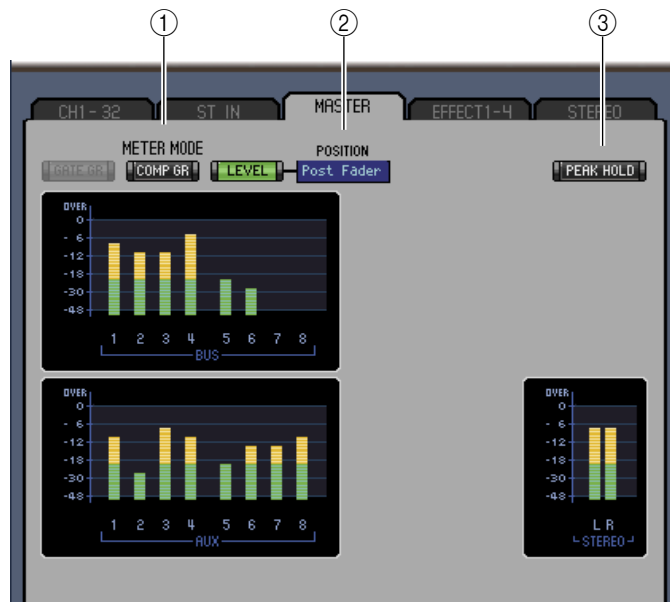 ① ② ③
CH1-32 ST IN MASTER EFFECT1-4 STEREO
METER MODE POSITION
GATE GR COMP GR LEVEL Post Fader PEAK HOLD
OVER
0
- 6
-12
-18
-30
-48
1 2 3 4 5 6 7 8
BUS
OVER
0
- 6
-12
-18
-30
-48
1 2 3 4 5 6 7 8
AUX
OVER
0
- 6
-12
-18
-30
-48
L R
STEREO